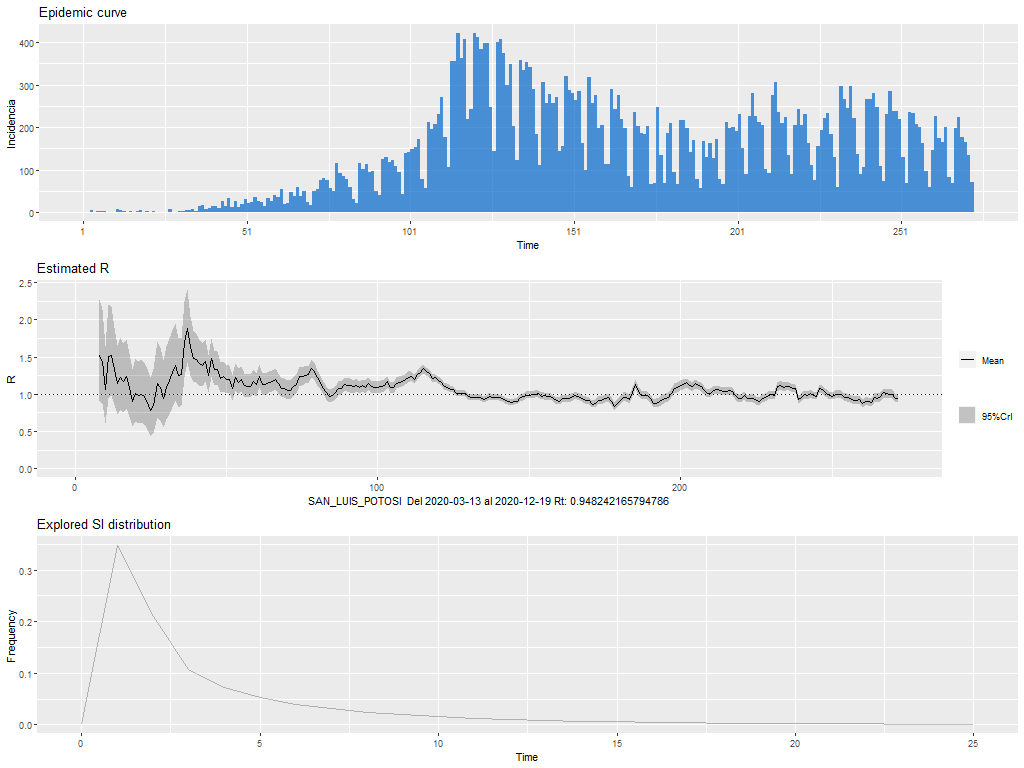 Epidemic curve
400
300
200
100
0
Incidencia
1
51
101
151
201
251
Time
Estimated R
2.5
2.0
1.5
1.0
0.5
0.0
R
0
100
200
SAN_LUIS_POTOSI Del 2020-03-13 al 2020-12-19 Rt: 0.948242165794786
Mean
95%CrI
Explored SI distribution
0.3
0.2
0.1
0.0
Frequency
0
5
10
15
20
25
Time